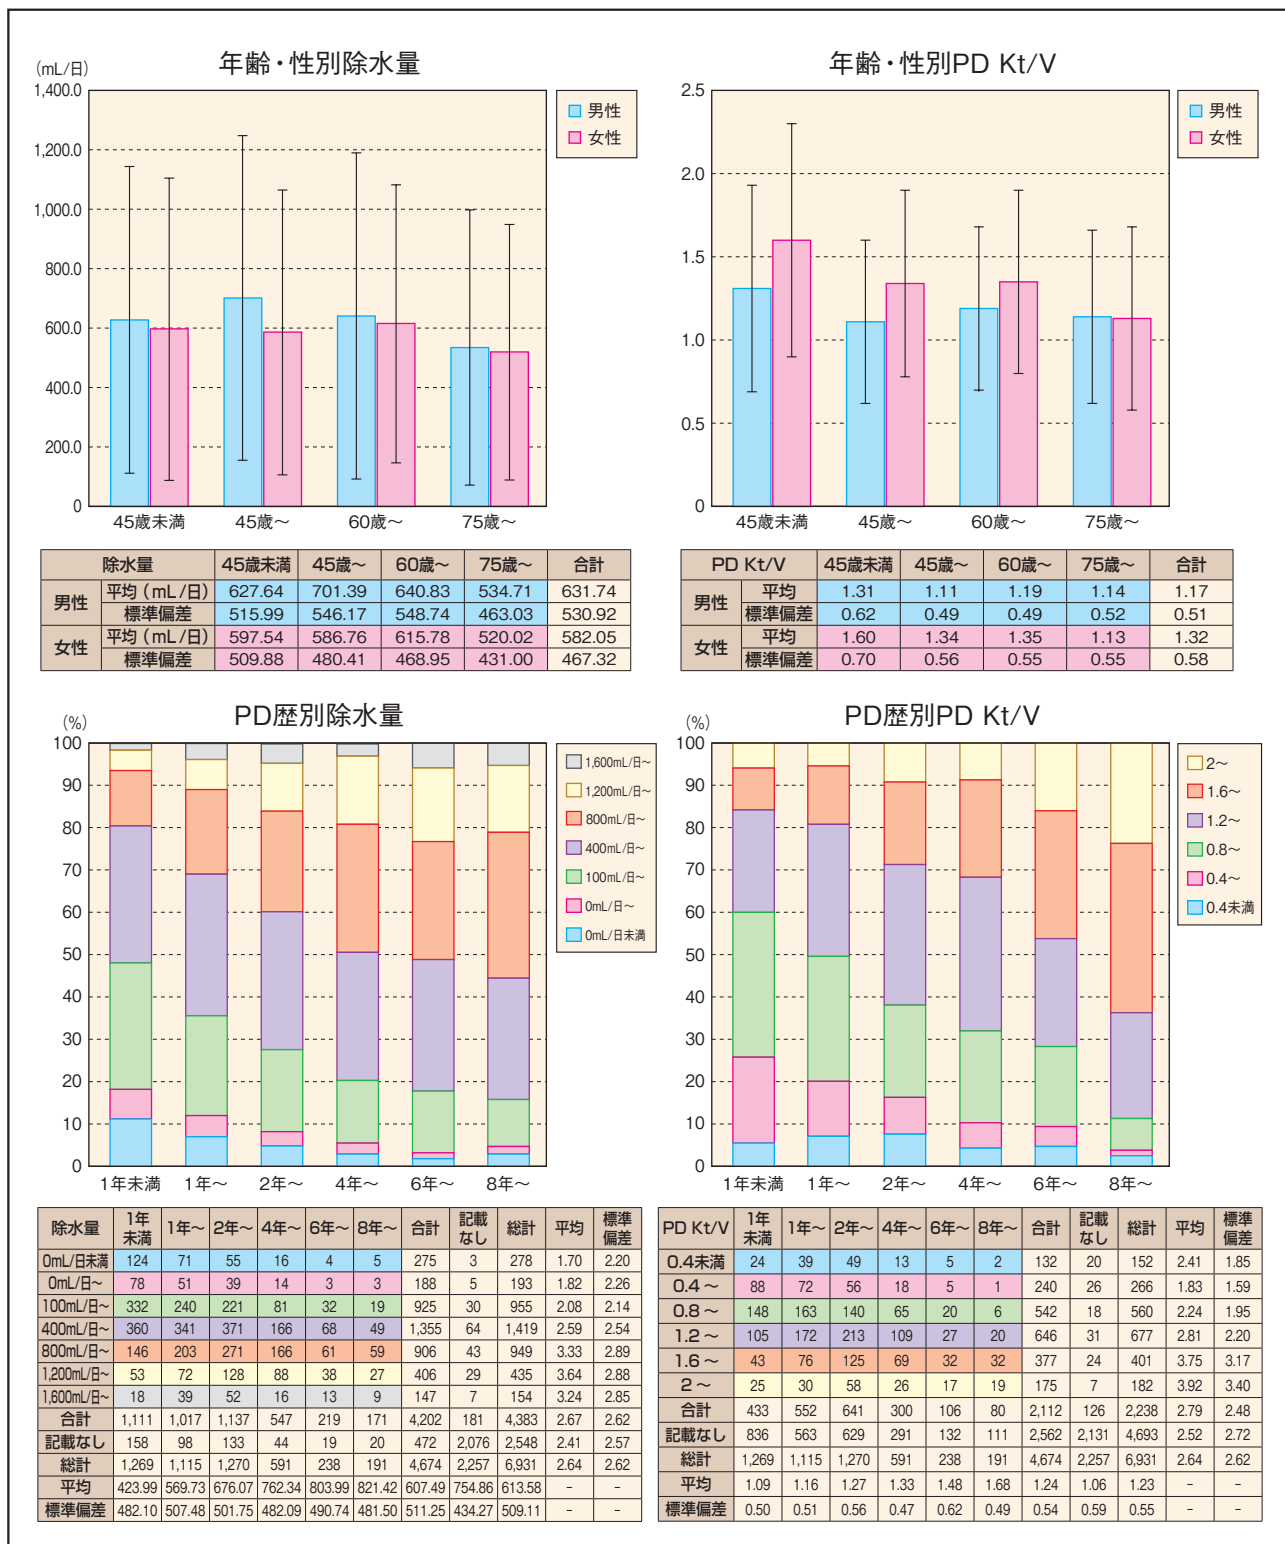 年齢・性別除水量
(mL/日)
1,400.0
1,200.0
1,000.0
800.0
600.0
400.0
200.0
0
45歳未満 45歳～ 60歳～ 75歳～
男性
女性
除水量 45歳未満 45歳～ 60歳～ 75歳～ 合計
男性 平均（mL/日） 627.64 701.39 640.83 534.71 631.74
標準偏差 515.99 546.17 548.74 463.03 530.92
女性 平均（mL/日） 597.54 586.76 615.78 520.02 582.05
標準偏差 509.88 480.41 468.95 431.00 467.32
年齢・性別PD Kt/V
2.5
2.0
1.5
1.0
0.5
0
45歳未満 45歳～ 60歳～ 75歳～
男性
女性
PD Kt/V 45歳未満 45歳～ 60歳～ 75歳～ 合計
男性 平均 1.31 1.11 1.19 1.14 1.17
標準偏差 0.62 0.49 0.49 0.52 0.51
女性 平均 1.60 1.34 1.35 1.13 1.32
標準偏差 0.70 0.56 0.55 0.55 0.58
PD歴別除水量
(%)
100
90
80
70
60
50
40
30
20
10
0
1年未満 1年～ 2年～ 4年～ 6年～ 8年～
1,600mL/日～
1,200mL/日～
800mL/日～
400mL/日～
100mL/日～
0mL/日～
0mL/日未満
除水量 1年未満 1年～ 2年～ 4年～ 6年～ 8年～ 合計 記載なし 総計 平均 標準偏差
0mL/日未満 124 71 55 16 4 5 275 3 278 1.70 2.20
0mL/日～ 78 51 39 14 3 3 188 5 193 1.82 2.26
100mL/日～ 332 240 221 81 32 19 925 30 955 2.08 2.14
400mL/日～ 360 341 371 166 68 49 1,355 64 1,419 2.59 2.54
800mL/日～ 146 203 271 166 61 59 906 43 949 3.33 2.89
1,200mL/日～ 53 72 128 88 38 27 406 29 435 3.64 2.88
1,600mL/日～ 18 39 52 16 13 9 147 7 154 3.24 2.85
合計 1,111 1,017 1,137 547 219 171 4,202 181 4,383 2.67 2.62
記載なし 158 98 133 44 19 20 472 2,076 2,548 2.41 2.57
総計 1,269 1,115 1,270 591 238 191 4,674 2,257 6,931 2.64 2.62
平均 423.99 569.73 676.07 762.34 803.99 821.42 607.49 754.86 613.58 – –
標準偏差 482.10 507.48 501.75 482.09 490.74 481.50 511.25 434.27 509.11 – –
PD歴別PD Kt/V
(%)
100
90
80
70
60
50
40
30
20
10
0
1年未満 1年～ 2年～ 4年～ 6年～ 8年～
2～
1.6～
1.2～
0.8～
0.4～
0.4未満
PD Kt/V 1年未満 1年～ 2年～ 4年～ 6年～ 8年～ 合計 記載なし 総計 平均 標準偏差
0.4未満 24 39 49 13 5 2 132 20 152 2.41 1.85
0.4～ 88 72 56 18 5 1 240 26 266 1.83 1.59
0.8～ 148 163 140 65 20 6 542 18 560 2.24 1.95
1.2～ 105 172 213 109 27 20 646 31 677 2.81 2.20
1.6～ 43 76 125 69 32 32 377 24 401 3.75 3.17
2～ 25 30 58 26 17 19 175 7 182 3.92 3.40
合計 433 552 641 300 106 80 2,112 126 2,238 2.79 2.48
記載なし 836 563 629 291 132 111 2,562 2,131 4,693 2.52 2.72
総計 1,269 1,115 1,270 591 238 191 4,674 2,257 6,931 2.64 2.62
平均 1.09 1.16 1.27 1.33 1.48 1.68 1.24 1.06 1.23 – –
標準偏差 0.50 0.51 0.56 0.47 0.62 0.49 0.54 0.59 0.55 – –